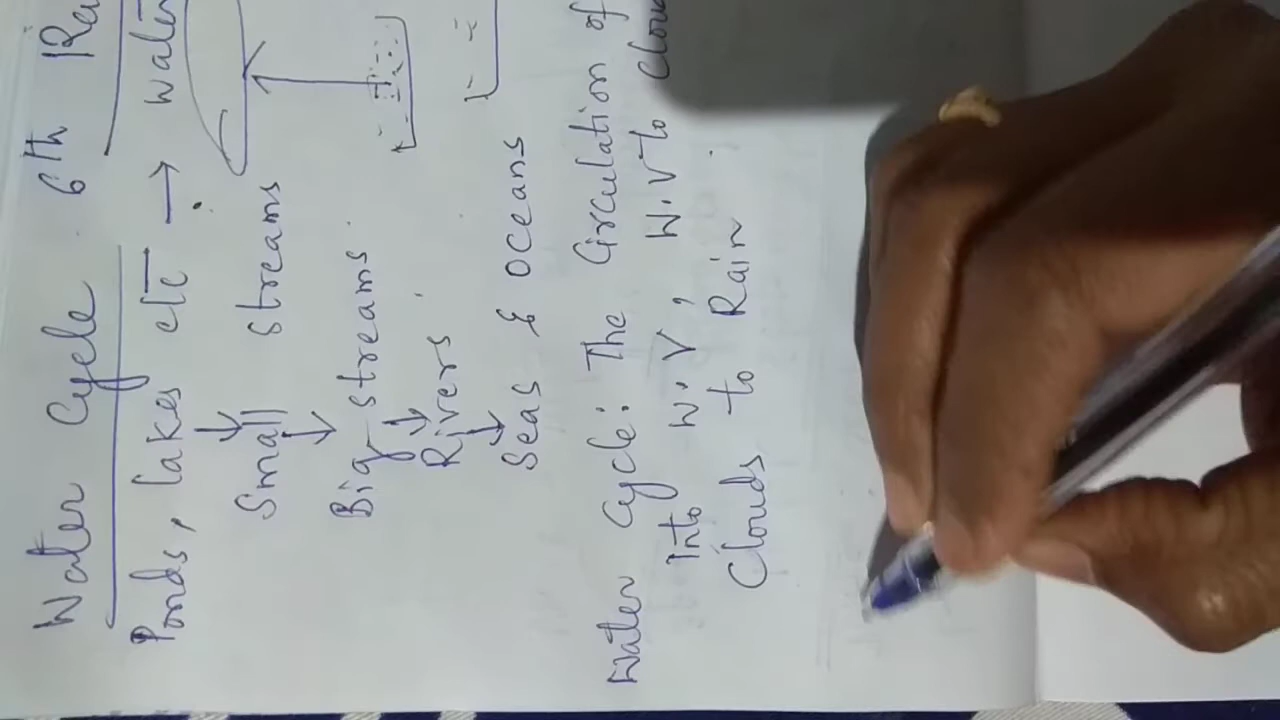 Water Cycle. 6th
Ponds, lakes etc → water
↓
Small streams
↓
Big streams
↓
Rivers
↓
Seas & Oceans
Water Cycle: The Circulation of
Into W.V, W.V to Clou
Clouds to Rain